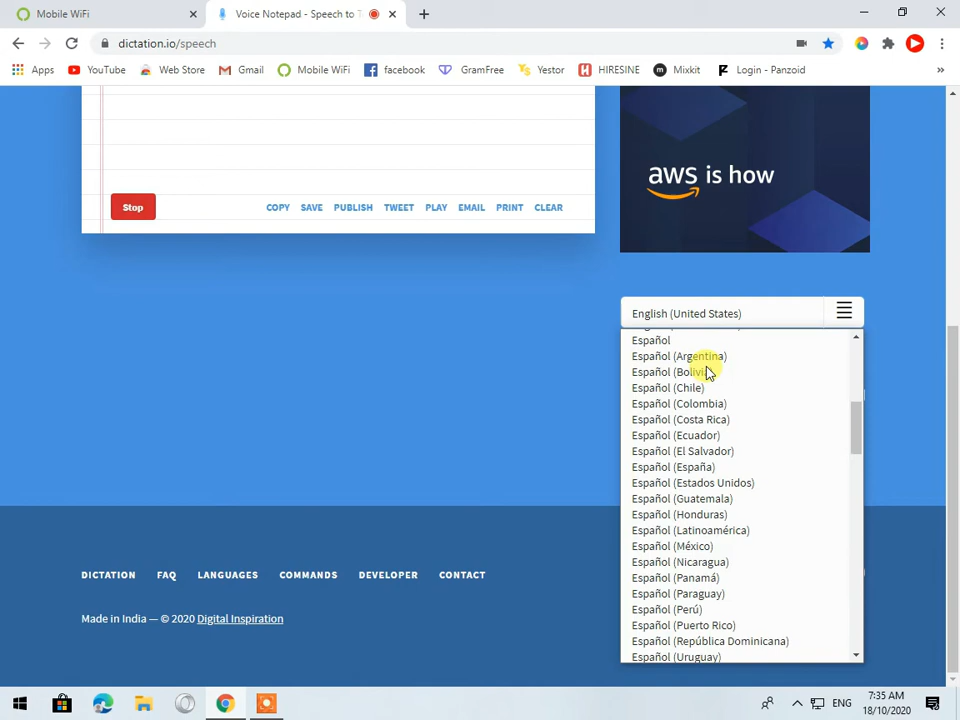 Mobile WiFi
Voice Notepad - Speech to T
dictation.io/speech
Apps YouTube Web Store Gmail Mobile WiFi facebook GramFree Yestor HIRESINE Mixkit Login - Panzoid »
aws is how
Stop COPY SAVE PUBLISH TWEET PLAY EMAIL PRINT CLEAR
English (United States)
Español
Español (Argentina)
Español (Bolivia)
Español (Chile)
Español (Colombia)
Español (Costa Rica)
Español (Ecuador)
Español (El Salvador)
Español (España)
Español (Estados Unidos)
Español (Guatemala)
Español (Honduras)
Español (Latinoamérica)
Español (México)
Español (Nicaragua)
Español (Panamá)
Español (Paraguay)
Español (Perú)
Español (Puerto Rico)
Español (República Dominicana)
Español (Uruguay)
DICTATION FAQ LANGUAGES COMMANDS DEVELOPER CONTACT
Made in India — © 2020 Digital Inspiration
ENG
7:35 AM
18/10/2020